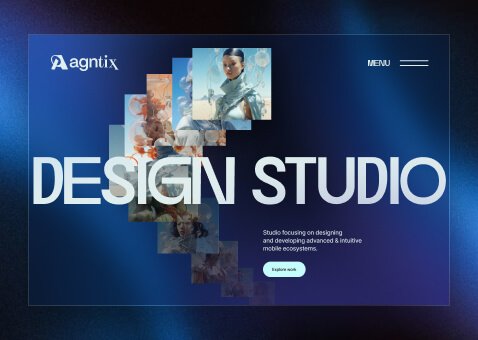 agntix
MENU
DESIGN STUDIO
Studio focusing on designing
and developing advanced & intuitive
mobile ecosystems.
Explore work